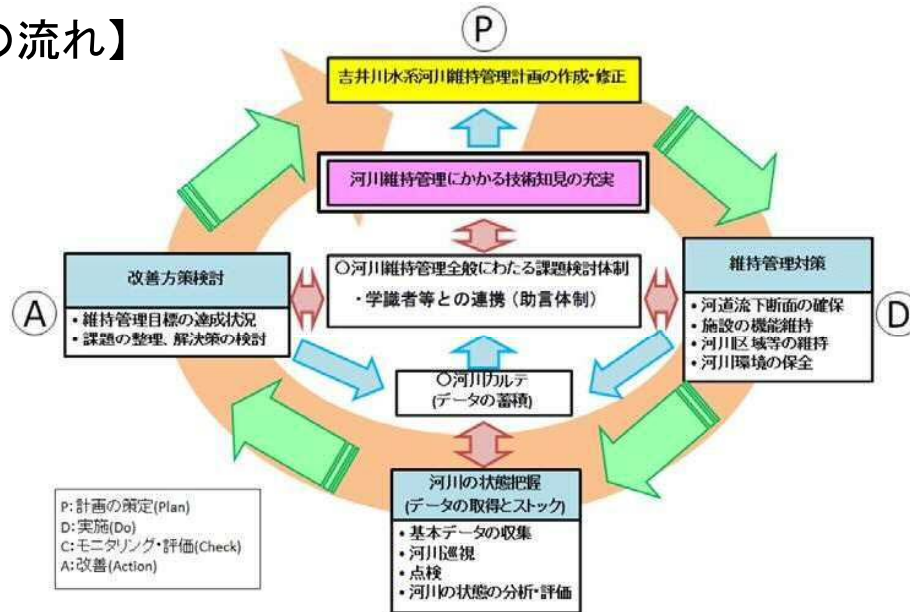 の流れ】
P
吉井川水系河川維持管理計画の作成・修正
河川維持管理にかかる技術知見の充実
○河川維持管理全般にわたる課題検討体制
・学識者等との連携（助言体制）
A
改善方策検討
・維持管理目標の達成状況
・課題の整理、解決策の検討
維持管理対策
・河道流下断面の確保
・施設の機能維持
・河川区域等の維持
・河川環境の保全
D
○河川カルテ
(データの蓄積)
河川の状態把握
(データの取得とストック)
・基本データの収集
・河川巡視
・点検
・河川の状態の分析・評価
P:計画の策定(Plan)
D:実施(Do)
C:モニタリング・評価(Check)
A:改善(Action)